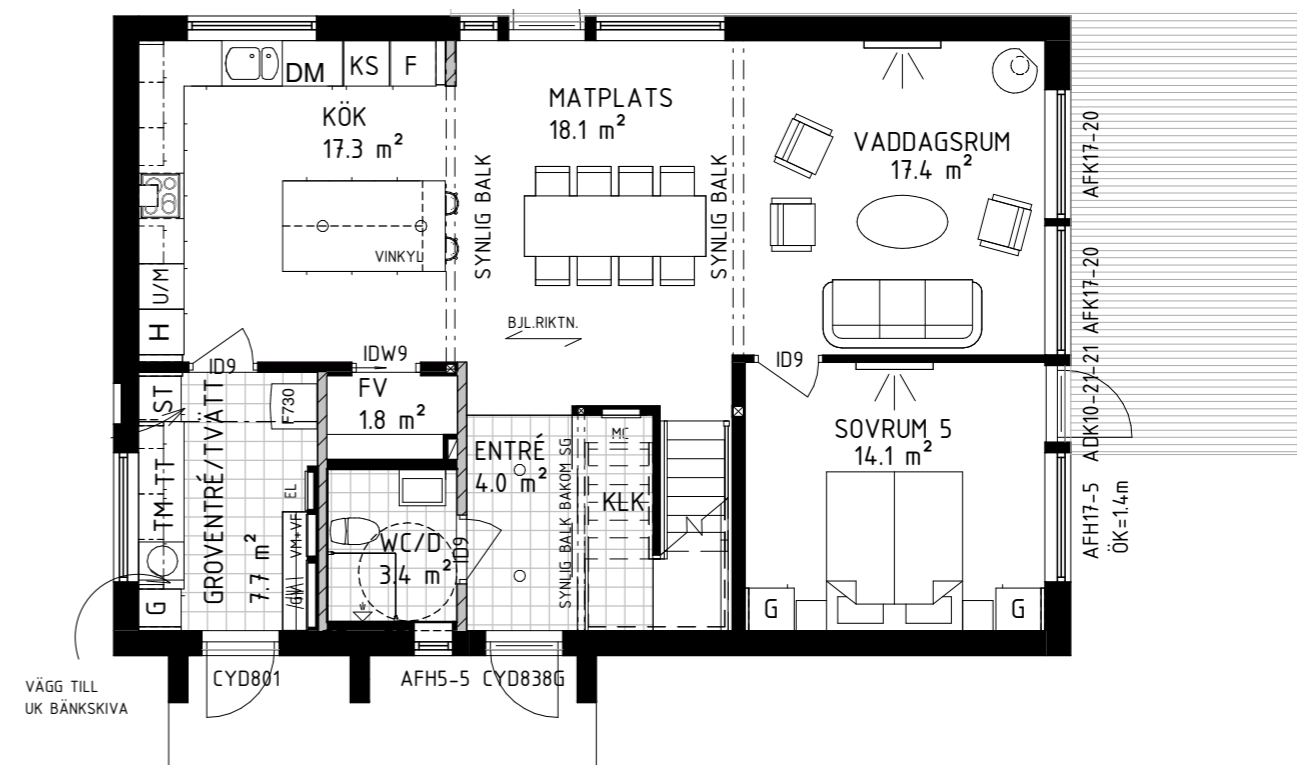 DM
KS
F
KÖK
17.3 m²
MATPLATS
18.1 m²
VADDAGSRUM
17.4 m²
AFK17-20
SYNLIG BALK
SYNLIG BALK
VINKYL
U/M
H
BJL.RIKTN.
AFK17-20
ID9
IDW9
ID9
ADK10-21-21
ST
F730
FV
1.8 m²
MC
SOVRUM 5
14.1 m²
ENTRÉ
4.0 m²
SYNLIG BALK BAKOM SG
KLK
GROVENTRÉ/TVÄTT
7.7 m²
TM+TT
EL
VM+VF
GV
WC/D
3.4 m²
ID9
AFH17-5
ÖK=1.4m
G
G
G
CYD801
AFH5-5
CYD838G
VÄGG TILL
UK BÄNKSKIVA